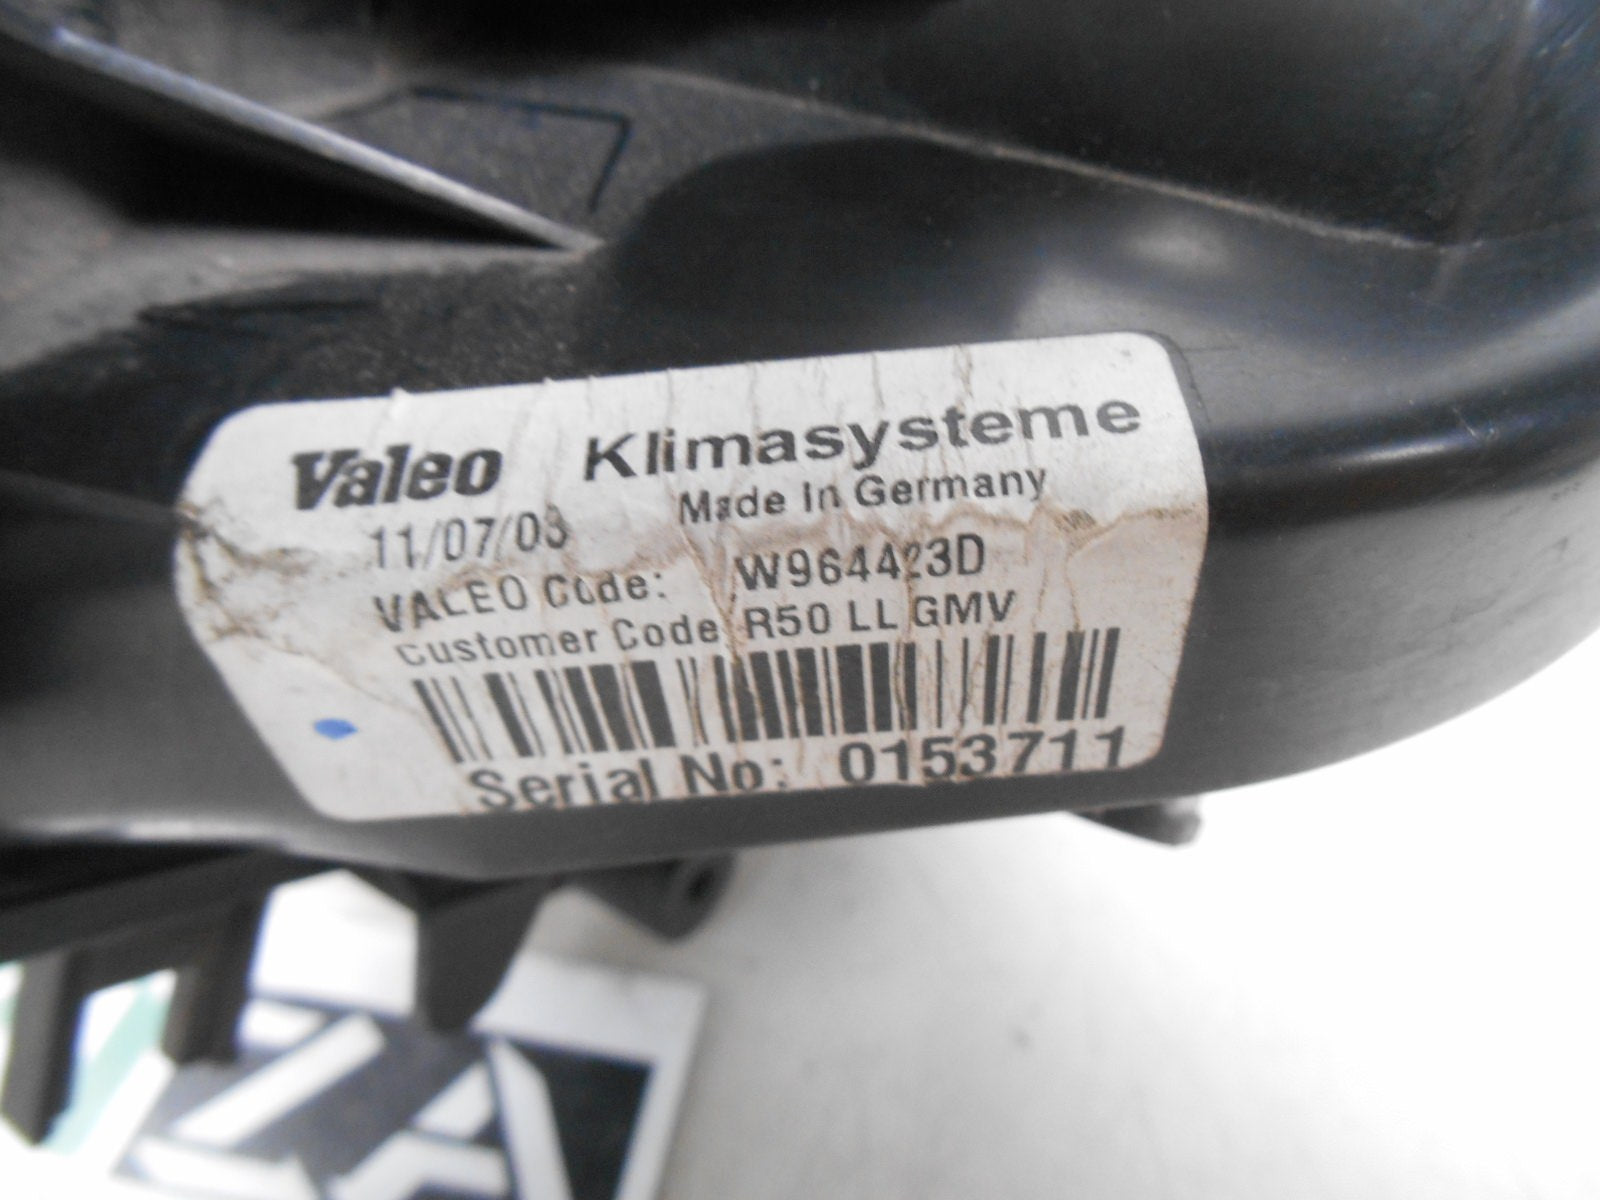 Valeo Klimasysteme
Made In Germany
11/07/03
VALEO Code: W964423D
Customer Code R50 LL GMV
Serial No: 0153711